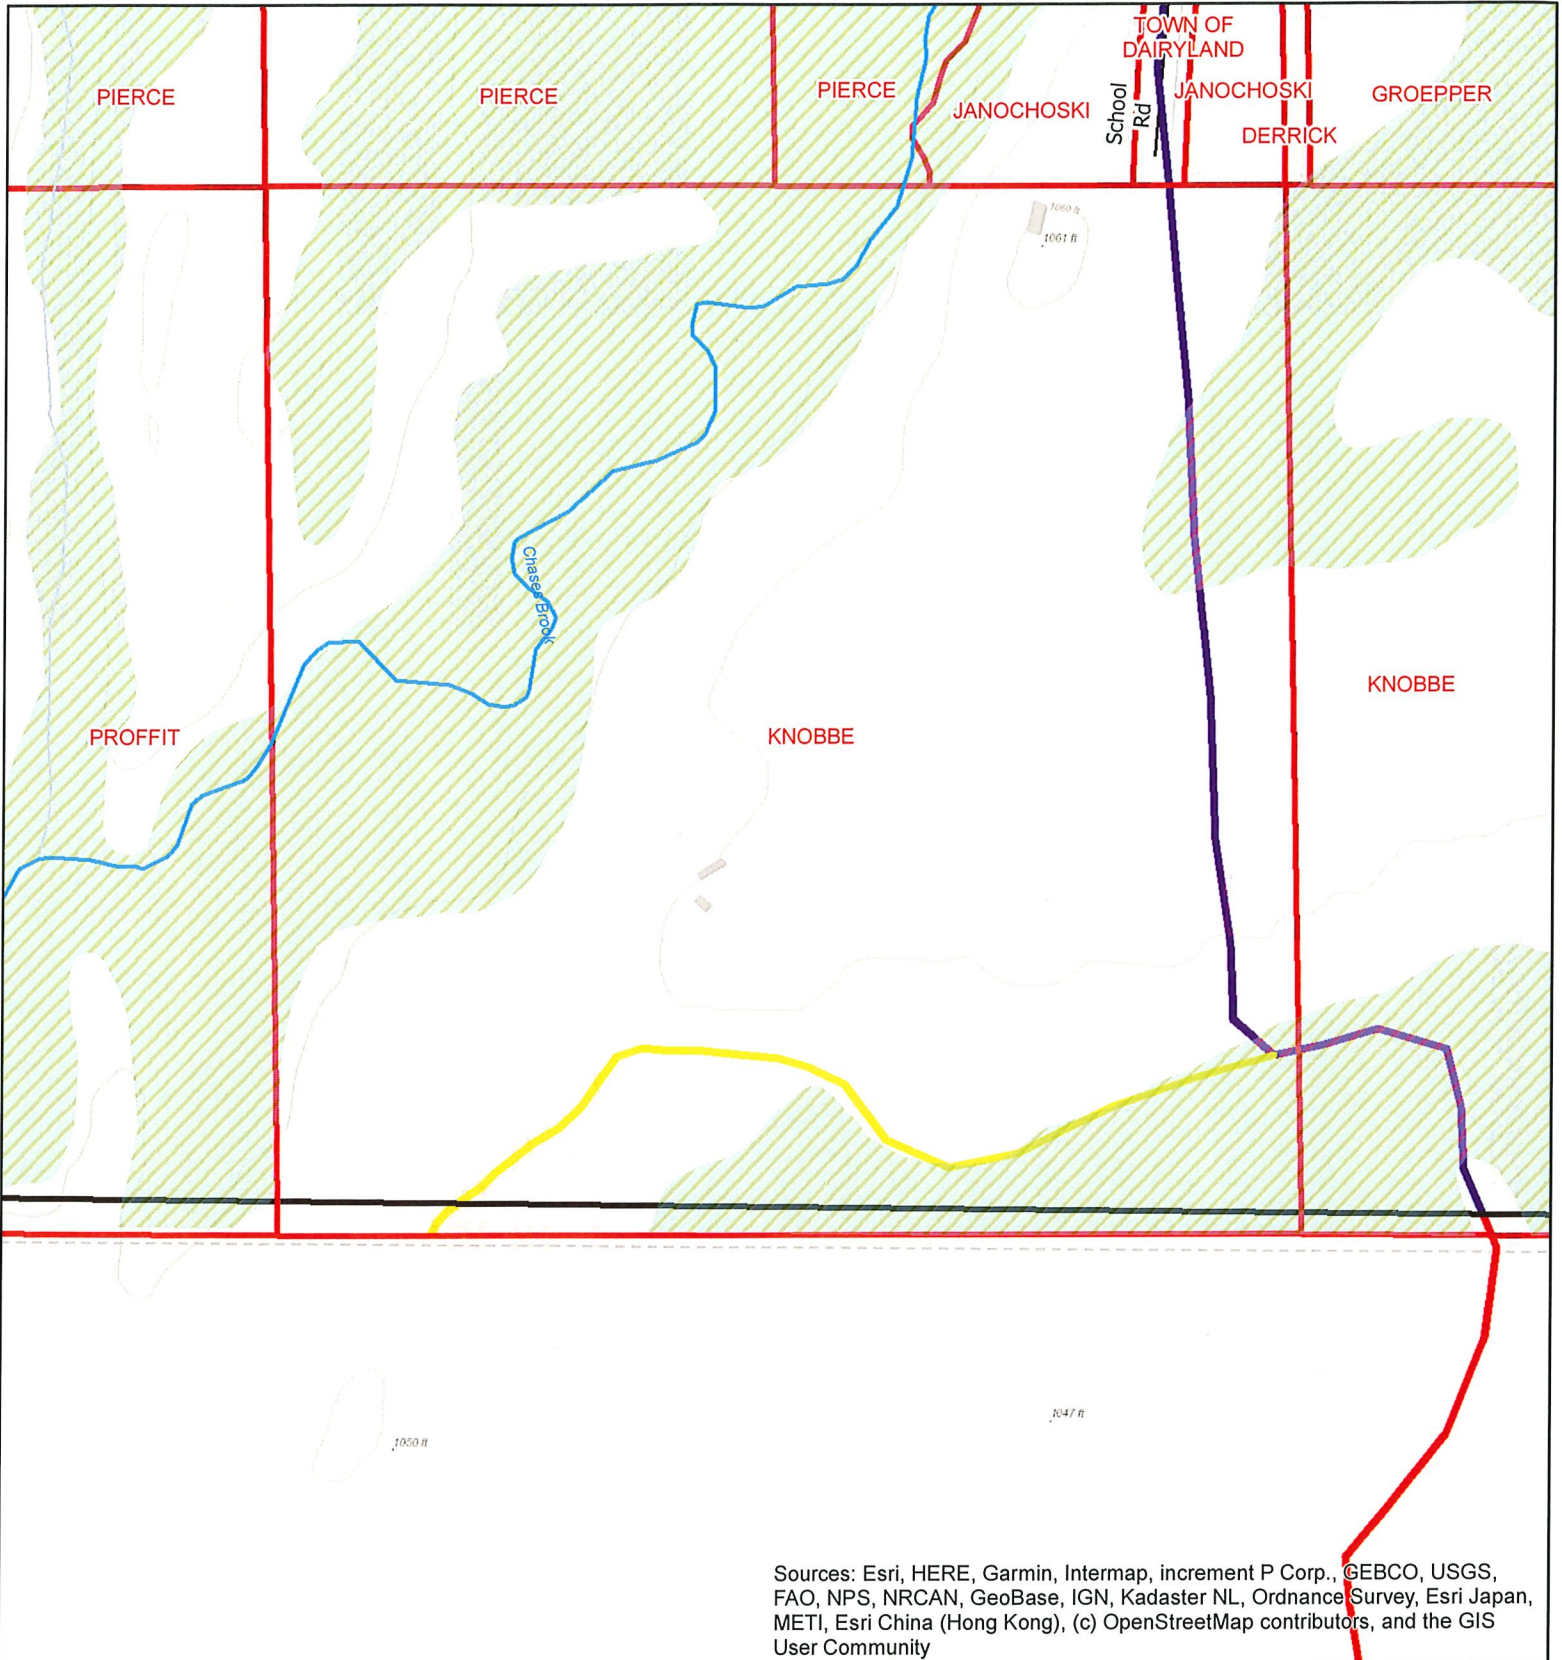 TOWN OF
DAIRYLAND
PIERCE
PIERCE
PIERCE
JANOCHOSKI
School
Rd
JANOCHOSKI
GROEPPER
DERRICK
1060 ft
1061 ft
Chases Brook
KNOBBE
PROFFIT
KNOBBE
1047 ft
1050 ft
Sources: Esri, HERE, Garmin, Intermap, increment P Corp., GEBCO, USGS,
FAO, NPS, NRCAN, GeoBase, IGN, Kadaster NL, Ordnance Survey, Esri Japan,
METI, Esri China (Hong Kong), (c) OpenStreetMap contributors, and the GIS
User Community